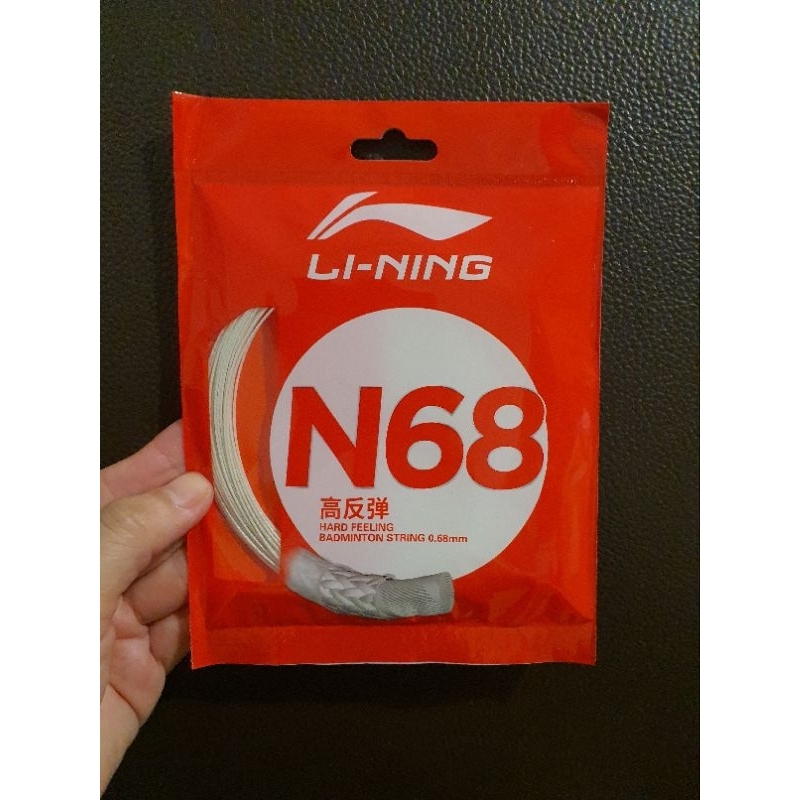 LI-NING
N68
高反弹
HARD FEELING
BADMINTON STRING 0.68mm